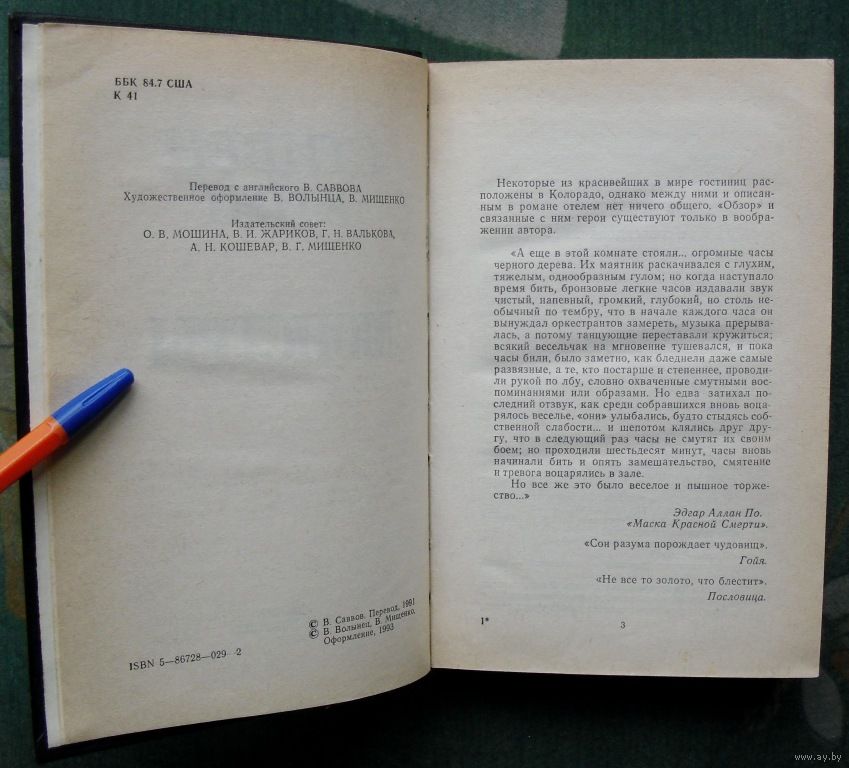 ББК 84.7 США
К 41
Перевод с английского В. САВВОВА
Художественное оформление В. ВОЛЫНЦА, В. МИЩЕНКО
Издательский совет:
О. В. МОШИНА, В. И. ЖАРИКОВ, Г. Н. ВАЛЬКОВА,
А. Н. КОШЕВАР, В. Г. МИЩЕНКО
© В. Саввов, Перевод, 1991
© В. Волынец, В. Мищенко,
Оформление, 1993
ISBN 5—86728—029 -2
Некоторые из красивейших в мире гостиниц рас-
положены в Колорадо, однако между ними и описан-
ным в романе отелем нет ничего общего. «Обзор» и
связанные с ним герои существуют только в вообра-
жении автора.
«А еще в этой комнате стояли... огромные часы
черного дерева. Их маятник раскачивался с глухим,
тяжелым, однообразным гулом; но когда наступало
время бить, бронзовые легкие часов издавали звук
чистый, напевный, громкий, глубокий, но столь не-
обычный по тембру, что в начале каждого часа он
вынуждал оркестрантов замереть, музыка прерыва-
лась, а потому танцующие переставали кружиться;
всякий весельчак на мгновение тушевался, и пока
часы били, было заметно, как бледнели даже самые
развязные, а те, кто постарше и степеннее, проводи-
ли рукой по лбу, словно охваченные смутными вос-
поминаниями или образами. Но едва затихал по-
следний отзвук, как среди собравшихся вновь воца-
рялось веселье, «они» улыбались, будто стыдясь соб-
ственной слабости... и шепотом клялись друг дру-
гу, что в следующий раз часы не смутят их своим
боем; но проходили шестьдесят минут, часы вновь
начинали бить и опять замешательство, смятение
и тревога воцарялись в зале.
Но все же это было веселое и пышное торже-
ство...»
Эдгар Аллан По.
«Маска Красной Смерти».
«Сон разума порождает чудовищ».
Гойя.
«Не все то золото, что блестит».
Пословица.
1*
3
www.ay.by